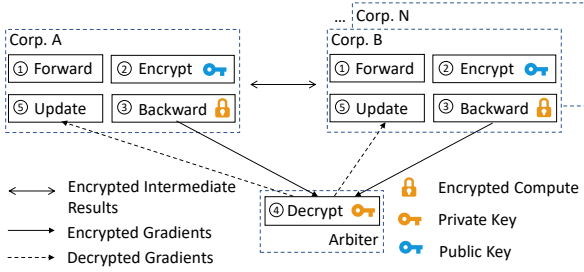 ... Corp. N
Corp. A
Corp. B
① Forward
② Encrypt
① Forward
② Encrypt
⑤ Update
③ Backward
⑤ Update
③ Backward
④ Decrypt
Arbiter
Encrypted Intermediate
Results
Encrypted Gradients
Decrypted Gradients
Encrypted Compute
Private Key
Public Key